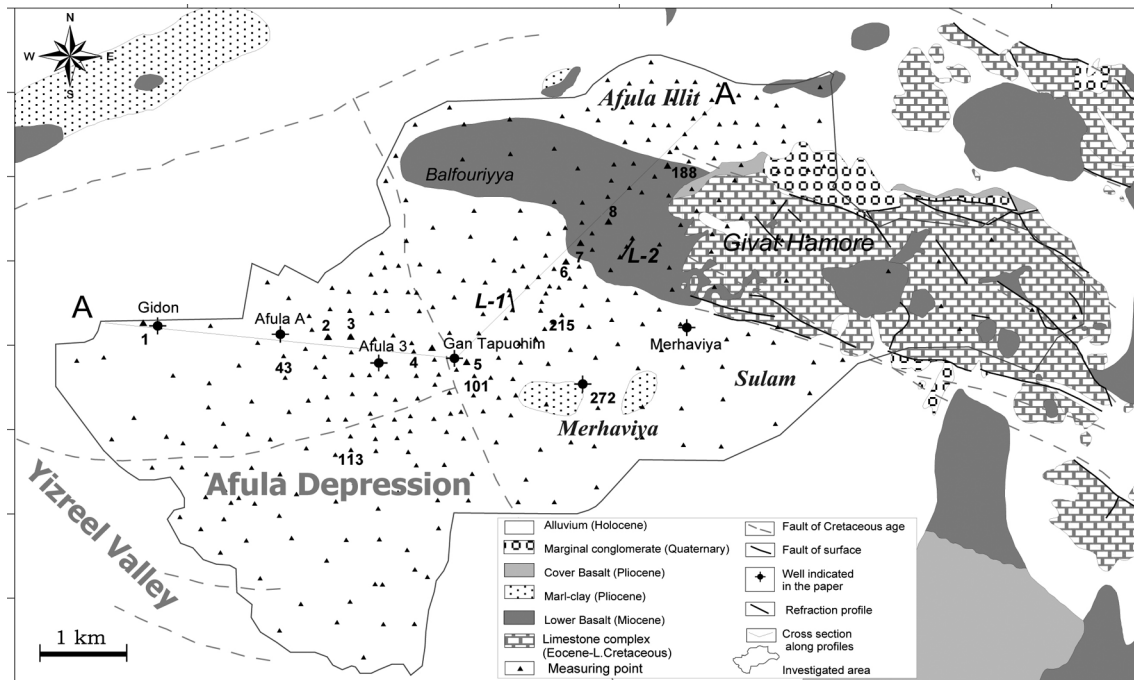 N
W
E
S
Afula Illit
A
Balfouriyya
188
8
Givat Hamore
7
L-2
6
A
Gidon
L-1
Afula A
2
3
215
1
Gan Tapuchim
Merhaviya
Afula 3
4
5
43
101
Sulam
272
Merhaviya
113
Afula Depression
Yizreel Valley
1 km
Alluvium (Holocene)
Marginal conglomerate (Quaternary)
Cover Basalt (Pliocene)
Marl-clay (Pliocene)
Lower Basalt (Miocene)
Limestone complex
(Eocene-L.Cretaceous)
Measuring point
Fault of Cretaceous age
Fault of surface
Well indicated
in the paper
Refraction profile
Cross section
along profiles
Investigated area